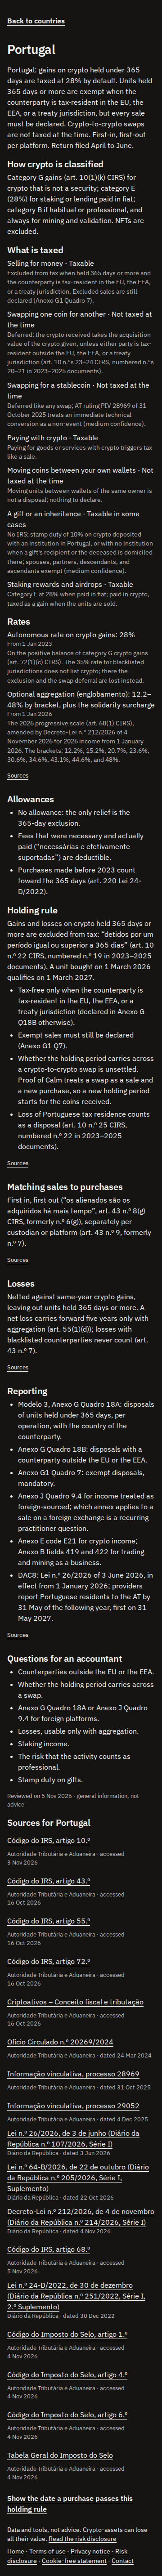 Back to countries
Portugal
Portugal: gains on crypto held under 365
days are taxed at 28% by default. Units held
365 days or more are exempt when the
counterparty is tax-resident in the EU, the
EEA, or a treaty jurisdiction, but every sale
must be declared. Crypto-to-crypto swaps
are not taxed at the time. First-in, first-out
per platform. Return filed April to June.
How crypto is classified
Category G gains (art. 10(1)(k) CIRS) for
crypto that is not a security; category E
(28%) for staking or lending paid in fiat;
category B if habitual or professional, and
always for mining and validation. NFTs are
excluded.
What is taxed
Selling for money · Taxable
Excluded from tax when held 365 days or more and
the counterparty is tax-resident in the EU, the EEA,
or a treaty jurisdiction. Excluded sales are still
declared (Anexo G1 Quadro 7).
Swapping one coin for another · Not taxed at
the time
Deferred: the crypto received takes the acquisition
value of the crypto given, unless either party is tax-
resident outside the EU, the EEA, or a treaty
jurisdiction (art. 10 n.ºs 23–24 CIRS, numbered n.ºs
20–21 in 2023–2025 documents).
Swapping for a stablecoin · Not taxed at the
time
Deferred like any swap; AT ruling PIV 28969 of 31
October 2025 treats an immediate technical
conversion as a non-event (medium confidence).
Paying with crypto · Taxable
Paying for goods or services with crypto triggers tax
like a sale.
Moving coins between your own wallets · Not
taxed at the time
Moving units between wallets of the same owner is
not a disposal; nothing to declare.
A gift or an inheritance · Taxable in some
cases
No IRS; stamp duty of 10% on crypto deposited
with an institution in Portugal, or with no institution
when a gift's recipient or the deceased is domiciled
there; spouses, partners, descendants, and
ascendants exempt (medium confidence).
Staking rewards and airdrops · Taxable
Category E at 28% when paid in fiat; paid in crypto,
taxed as a gain when the units are sold.
Rates
Autonomous rate on crypto gains: 28%
From 1 Jan 2023
On the positive balance of category G crypto gains
(art. 72(1)(c) CIRS). The 35% rate for blacklisted
jurisdictions does not list crypto; there the
exclusion and the swap deferral are lost instead.
Optional aggregation (englobamento): 12.2–
48% by bracket, plus the solidarity surcharge
From 1 Jan 2026
The 2026 progressive scale (art. 68(1) CIRS),
amended by Decreto-Lei n.º 212/2026 of 4
November 2026 for 2026 income from 1 January
2026. The brackets: 12.2%, 15.2%, 20.7%, 23.6%,
30.6%, 34.6%, 43.1%, 44.6%, and 48%.
Sources
Allowances
No allowance: the only relief is the
365-day exclusion.
Fees that were necessary and actually
paid (“necessárias e efetivamente
suportadas”) are deductible.
Purchases made before 2023 count
toward the 365 days (art. 220 Lei 24-
D/2022).
Holding rule
Gains and losses on crypto held 365 days or
more are excluded from tax: “detidos por um
período igual ou superior a 365 dias” (art. 10
n.º 22 CIRS, numbered n.º 19 in 2023–2025
documents). A unit bought on 1 March 2026
qualifies on 1 March 2027.
Tax-free only when the counterparty is
tax-resident in the EU, the EEA, or a
treaty jurisdiction (declared in Anexo G
Q18B otherwise).
Exempt sales must still be declared
(Anexo G1 Q7).
Whether the holding period carries across
a crypto-to-crypto swap is unsettled.
Proof of Calm treats a swap as a sale and
a new purchase, so a new holding period
starts for the coins received.
Loss of Portuguese tax residence counts
as a disposal (art. 10 n.º 25 CIRS,
numbered n.º 22 in 2023–2025
documents).
Sources
Matching sales to purchases
First in, first out (“os alienados são os
adquiridos há mais tempo”, art. 43 n.º 8(g)
CIRS, formerly n.º 6(g)), separately per
custodian or platform (art. 43 n.º 9, formerly
n.º 7).
Sources
Losses
Netted against same-year crypto gains,
leaving out units held 365 days or more. A
net loss carries forward five years only with
aggregation (art. 55(1)(d)); losses with
blacklisted counterparties never count (art.
43 n.º 7).
Sources
Reporting
Modelo 3, Anexo G Quadro 18A: disposals
of units held under 365 days, per
operation, with the country of the
counterparty.
Anexo G Quadro 18B: disposals with a
counterparty outside the EU or the EEA.
Anexo G1 Quadro 7: exempt disposals,
mandatory.
Anexo J Quadro 9.4 for income treated as
foreign-sourced; which annex applies to a
sale on a foreign exchange is a recurring
practitioner question.
Anexo E code E21 for crypto income;
Anexo B fields 419 and 422 for trading
and mining as a business.
DAC8: Lei n.º 26/2026 of 3 June 2026, in
effect from 1 January 2026; providers
report Portuguese residents to the AT by
31 May of the following year, first on 31
May 2027.
Sources
Questions for an accountant
Counterparties outside the EU or the EEA.
Whether the holding period carries across
a swap.
Anexo G Quadro 18A or Anexo J Quadro
9.4 for foreign platforms.
Losses, usable only with aggregation.
Staking income.
The risk that the activity counts as
professional.
Stamp duty on gifts.
Reviewed on 5 Nov 2026 · general information, not
advice
Sources for Portugal
Código do IRS, artigo 10.º
Autoridade Tributária e Aduaneira · accessed
3 Nov 2026
Código do IRS, artigo 43.º
Autoridade Tributária e Aduaneira · accessed
16 Oct 2026
Código do IRS, artigo 55.º
Autoridade Tributária e Aduaneira · accessed
16 Oct 2026
Código do IRS, artigo 72.º
Autoridade Tributária e Aduaneira · accessed
16 Oct 2026
Criptoativos – Conceito fiscal e tributação
Autoridade Tributária e Aduaneira · accessed
16 Oct 2026
Ofício Circulado n.º 20269/2024
Autoridade Tributária e Aduaneira · dated 24 Mar 2024
Informação vinculativa, processo 28969
Autoridade Tributária e Aduaneira · dated 31 Oct 2025
Informação vinculativa, processo 29052
Autoridade Tributária e Aduaneira · dated 4 Dec 2025
Lei n.º 26/2026, de 3 de junho (Diário da
República n.º 107/2026, Série I)
Diário da República · dated 3 Jun 2026
Lei n.º 64-B/2026, de 22 de outubro (Diário
da República n.º 205/2026, Série I,
Suplemento)
Diário da República · dated 22 Oct 2026
Decreto-Lei n.º 212/2026, de 4 de novembro
(Diário da República n.º 214/2026, Série I)
Diário da República · dated 4 Nov 2026
Código do IRS, artigo 68.º
Autoridade Tributária e Aduaneira · accessed
5 Nov 2026
Lei n.º 24-D/2022, de 30 de dezembro
(Diário da República n.º 251/2022, Série I,
2.º Suplemento)
Diário da República · dated 30 Dec 2022
Código do Imposto do Selo, artigo 1.º
Autoridade Tributária e Aduaneira · accessed
4 Nov 2026
Código do Imposto do Selo, artigo 4.º
Autoridade Tributária e Aduaneira · accessed
4 Nov 2026
Código do Imposto do Selo, artigo 6.º
Autoridade Tributária e Aduaneira · accessed
4 Nov 2026
Tabela Geral do Imposto do Selo
Autoridade Tributária e Aduaneira · accessed
4 Nov 2026
Show the date a purchase passes this
holding rule
Data and tools, not advice. Crypto-assets can lose
all their value. Read the risk disclosure
Home · Terms of use · Privacy notice · Risk
disclosure · Cookie-free statement · Contact